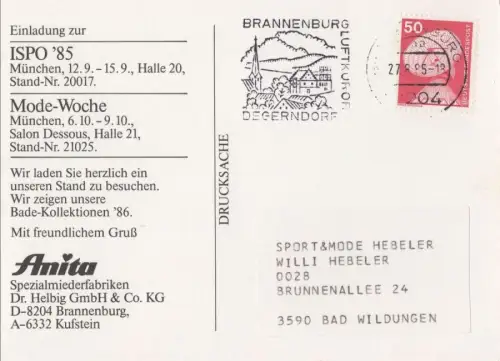 Einladung zur
ISPO '85
München, 12.9. – 15.9., Halle 20,
Stand-Nr. 20017.
Mode-Woche
München, 6.10. – 9.10.,
Salon Dessous, Halle 21,
Stand-Nr. 21025.
Wir laden Sie herzlich ein
unseren Stand zu besuchen.
Wir zeigen unsere
Bade-Kollektionen '86.
Mit freundlichem Gruß
Anita
Spezialmiederfabriken
Dr. Helbig GmbH & Co. KG
D-8204 Brannenburg,
A-6332 Kufstein
DRUCKSACHE
BRANNENBURG
LUFTKURORT
DEGERNDORF
50
SPORT&MODE HEBELER
WILLI HEBELER
0028
BRUNNENALLEE 24
3590 BAD WILDUNGEN